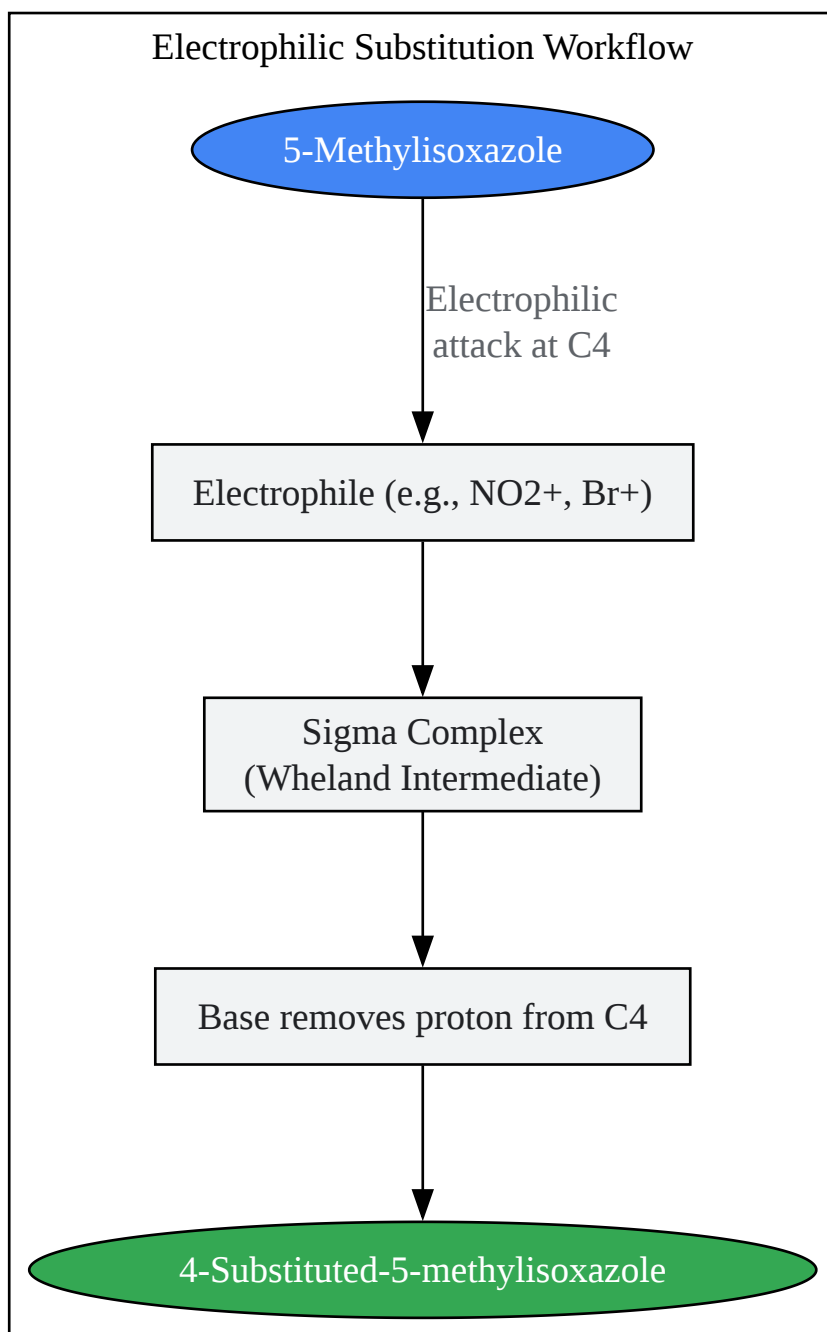 Electrophilic Substitution Workflow
5-Methylisoxazole
Electrophilic
attack at C4
Electrophile (e.g., NO2+, Br+)
Sigma Complex
(Wheland Intermediate)
Base removes proton from C4
4-Substituted-5-methylisoxazole